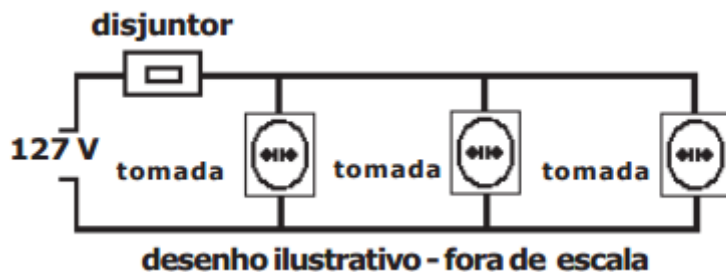 disjuntor
127 V
tomada
tomada
tomada
desenho ilustrativo - fora de escala